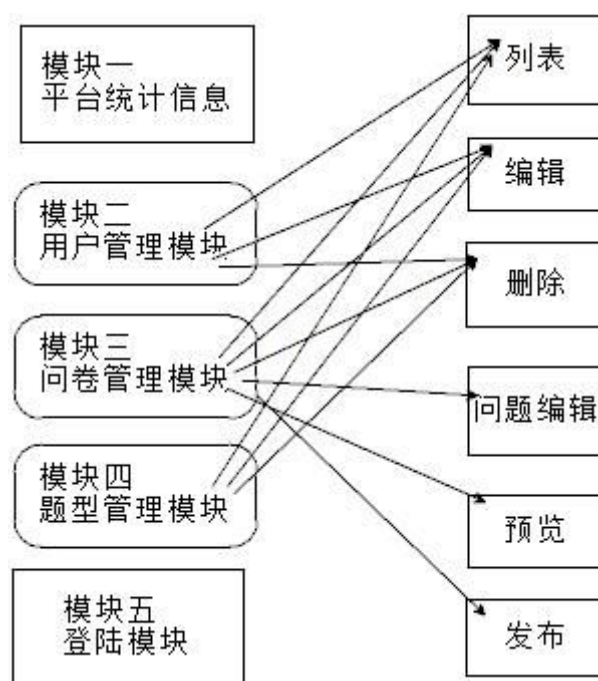 模块一
平台统计信息
模块二
用户管理模块
模块三
问卷管理模块
模块四
题型管理模块
模块五
登陆模块
列表
编辑
删除
问题编辑
预览
发布